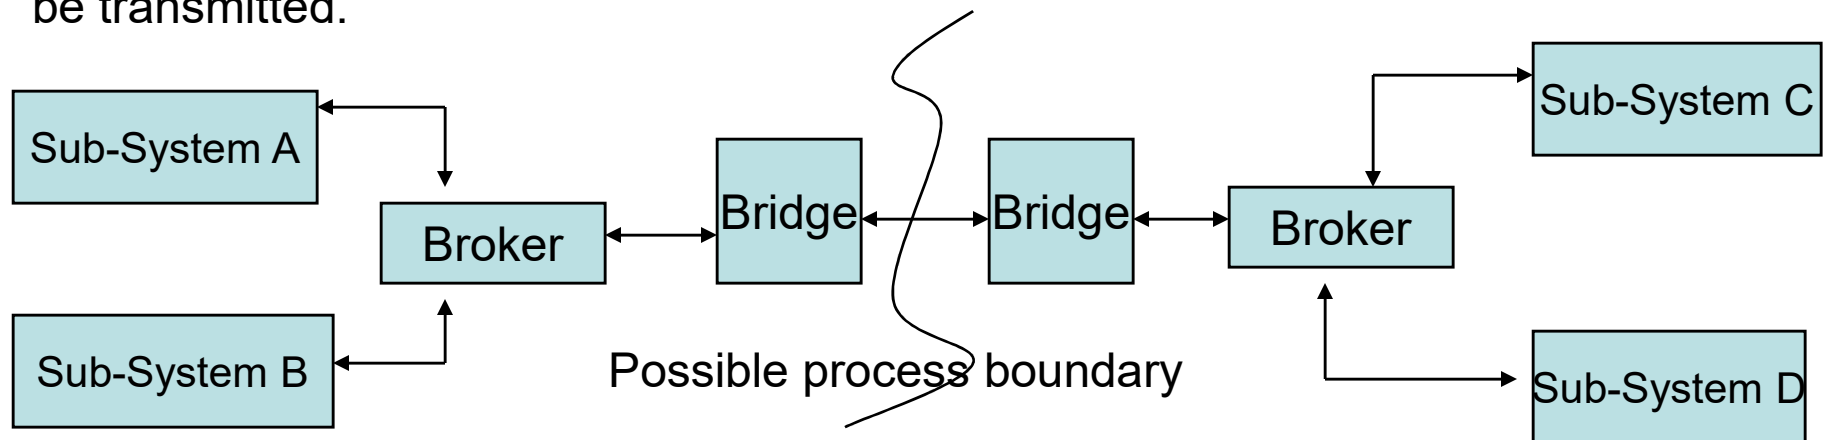 be transmitted.
Sub-System A
Sub-System B
Broker
Bridge
Bridge
Broker
Sub-System C
Sub-System D
Possible process boundary